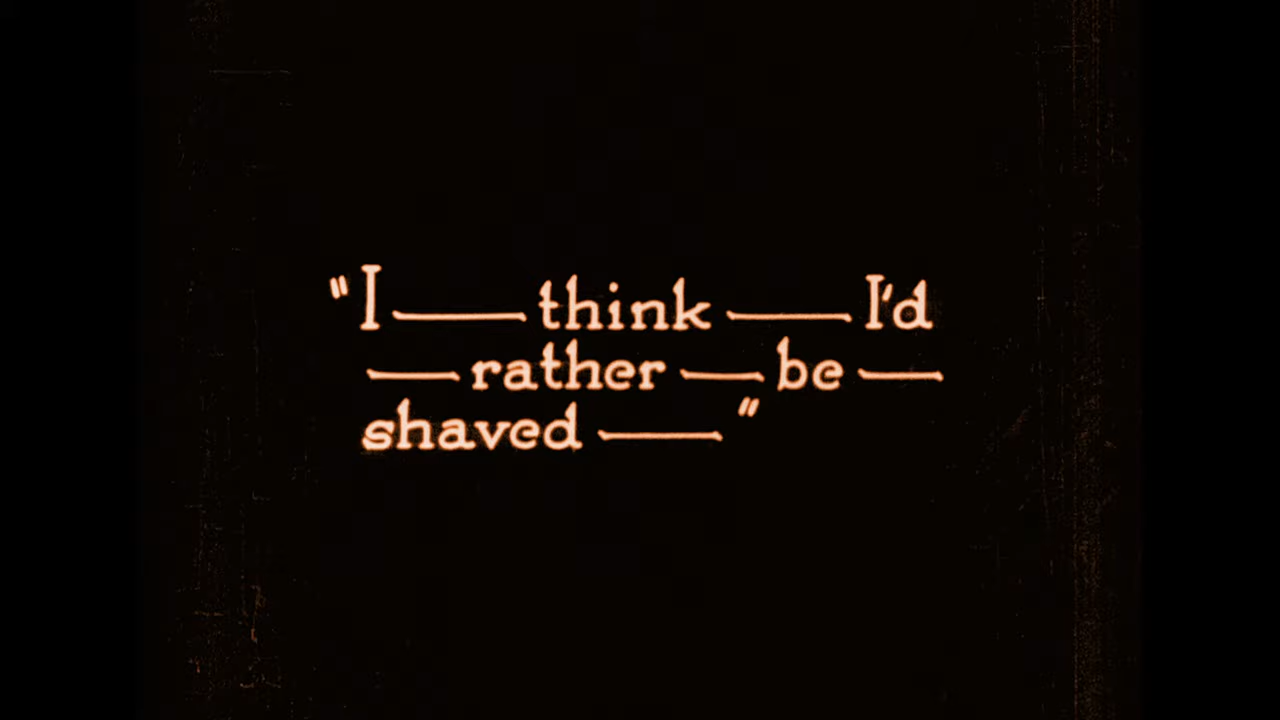 "I — think — I'd
— rather — be —
shaved — "